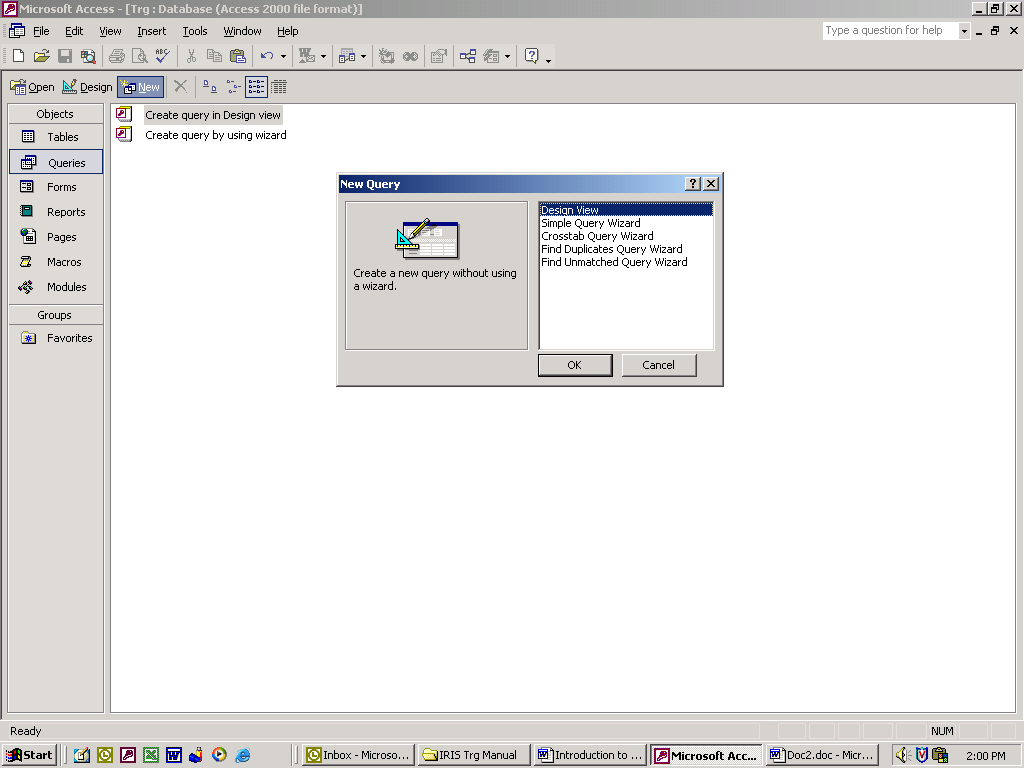 Microsoft Access - [Trg : Database (Access 2000 file format)]
File Edit View Insert Tools Window Help Type a question for help
Open Design New
Objects
Tables
Queries
Forms
Reports
Pages
Macros
Modules
Groups
Favorites
Create query in Design view
Create query by using wizard
New Query
Create a new query without using
a wizard.
Design View
Simple Query Wizard
Crosstab Query Wizard
Find Duplicates Query Wizard
Find Unmatched Query Wizard
OK Cancel
Ready NUM
Start Inbox - Microso... IRIS Trg Manual Introduction to ... Microsoft Acc... Doc2.doc - Micr... 2:00 PM